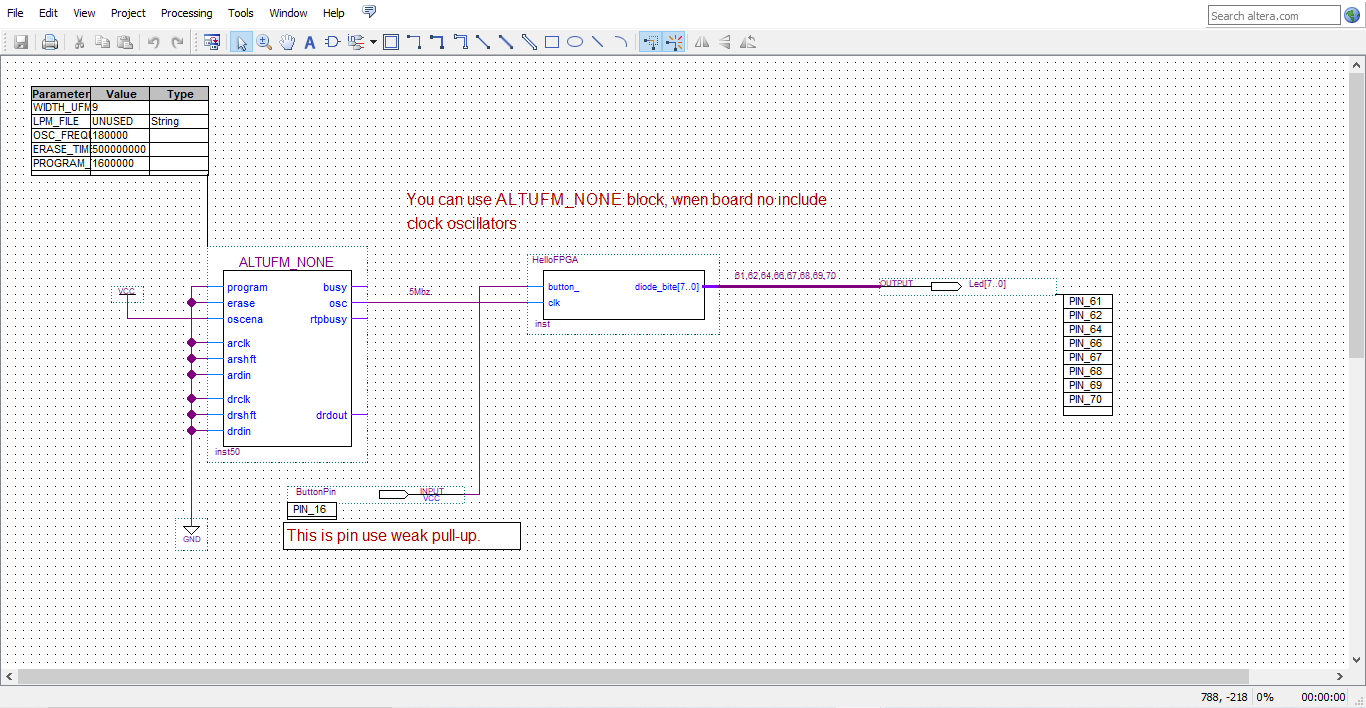 File Edit View Project Processing Tools Window Help
Search altera.com
Parameter Value Type
WIDTH_UFM 9
LPM_FILE UNUSED String
OSC_FREQU 180000
ERASE_TIME 500000000
PROGRAM_ 1600000
You can use ALTUFM_NONE block, wnen board no include
clock oscillators
ALTUFM_NONE
program busy
erase osc
oscena rtpbusy
arclk
arshft
ardin
drclk
drshft drdout
drdin
inst50
VCC
GND
.5Mhz.
HelloFPGA
button_ diode_bite[7..0]
clk
inst
61,62,64,66,67,68,69,70
OUTPUT Led[7..0]
PIN_61
PIN_62
PIN_64
PIN_66
PIN_67
PIN_68
PIN_69
PIN_70
ButtonPin INPUT
VCC
PIN_16
This is pin use weak pull-up.
788, -218 0% 00:00:00